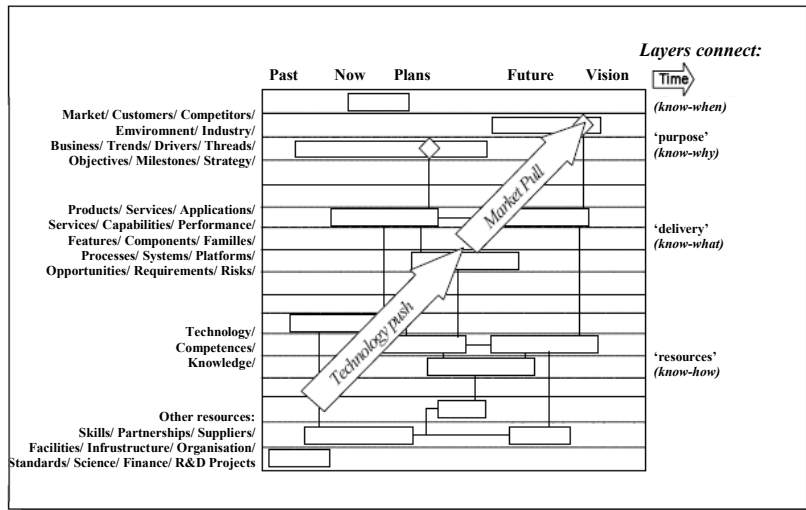 Layers connect:
Past Now Plans Future Vision
Time
(know-when)
Market/ Customers/ Competitors/
Emviromnent/ Industry/
Business/ Trends/ Drivers/ Threads/
Objectives/ Milestones/ Strategy/
'purpose'
(know-why)
Market Pull
Products/ Services/ Applications/
Services/ Capabilities/ Performance/
Features/ Components/ Familles/
Processes/ Systems/ Platforms/
Opportunities/ Requirements/ Risks/
'delivery'
(know-what)
Technology push
Technology/
Competences/
Knowledge/
'resources'
(know-how)
Other resources:
Skills/ Partnerships/ Suppliers/
Facilities/ Infrustructure/ Organisation/
Standards/ Science/ Finance/ R&D Projects